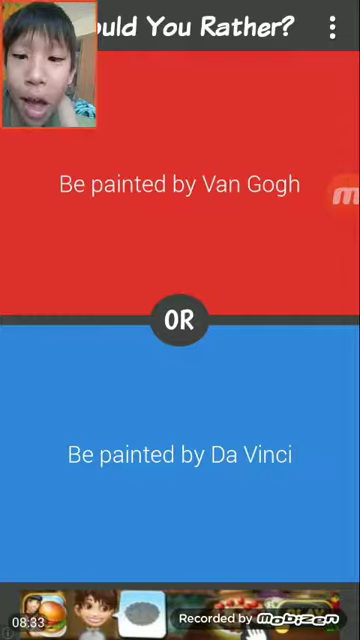 ould You Rather?
Be painted by Van Gogh
OR
Be painted by Da Vinci
08:33
Recorded by mobizen